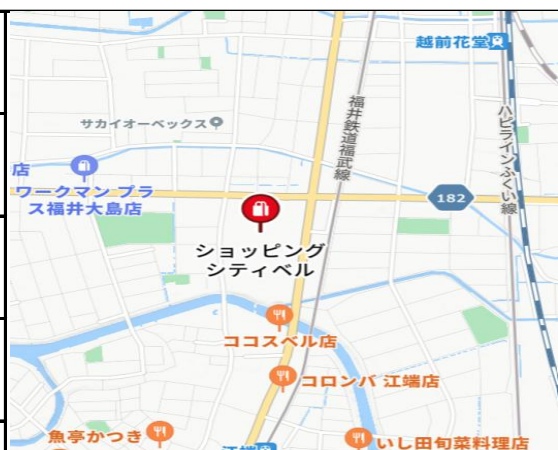 越前花堂
福井鉄道福武線
サカイオーベックス
ハピラインふくい線
店
ワークマン プラ
ス福井大島店
182
ショッピング
シティベル
ココスベル店
コロンバ 江端店
魚亭かつき
江端
いし田旬菜料理店